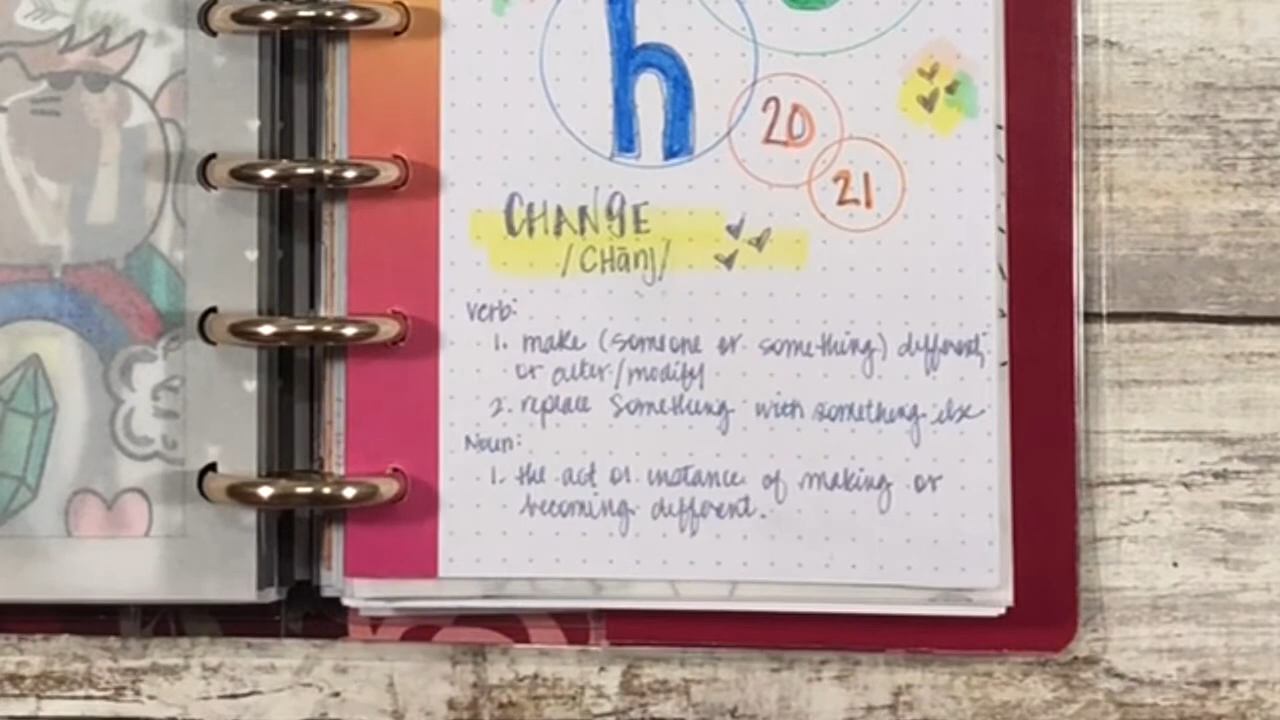 h
20
21
CHANGE
/CHānj/
verb:
1. make (someone or something) different;
or alter/modify
2. replace something with something else
Noun:
1. the act or instance of making or
becoming different.